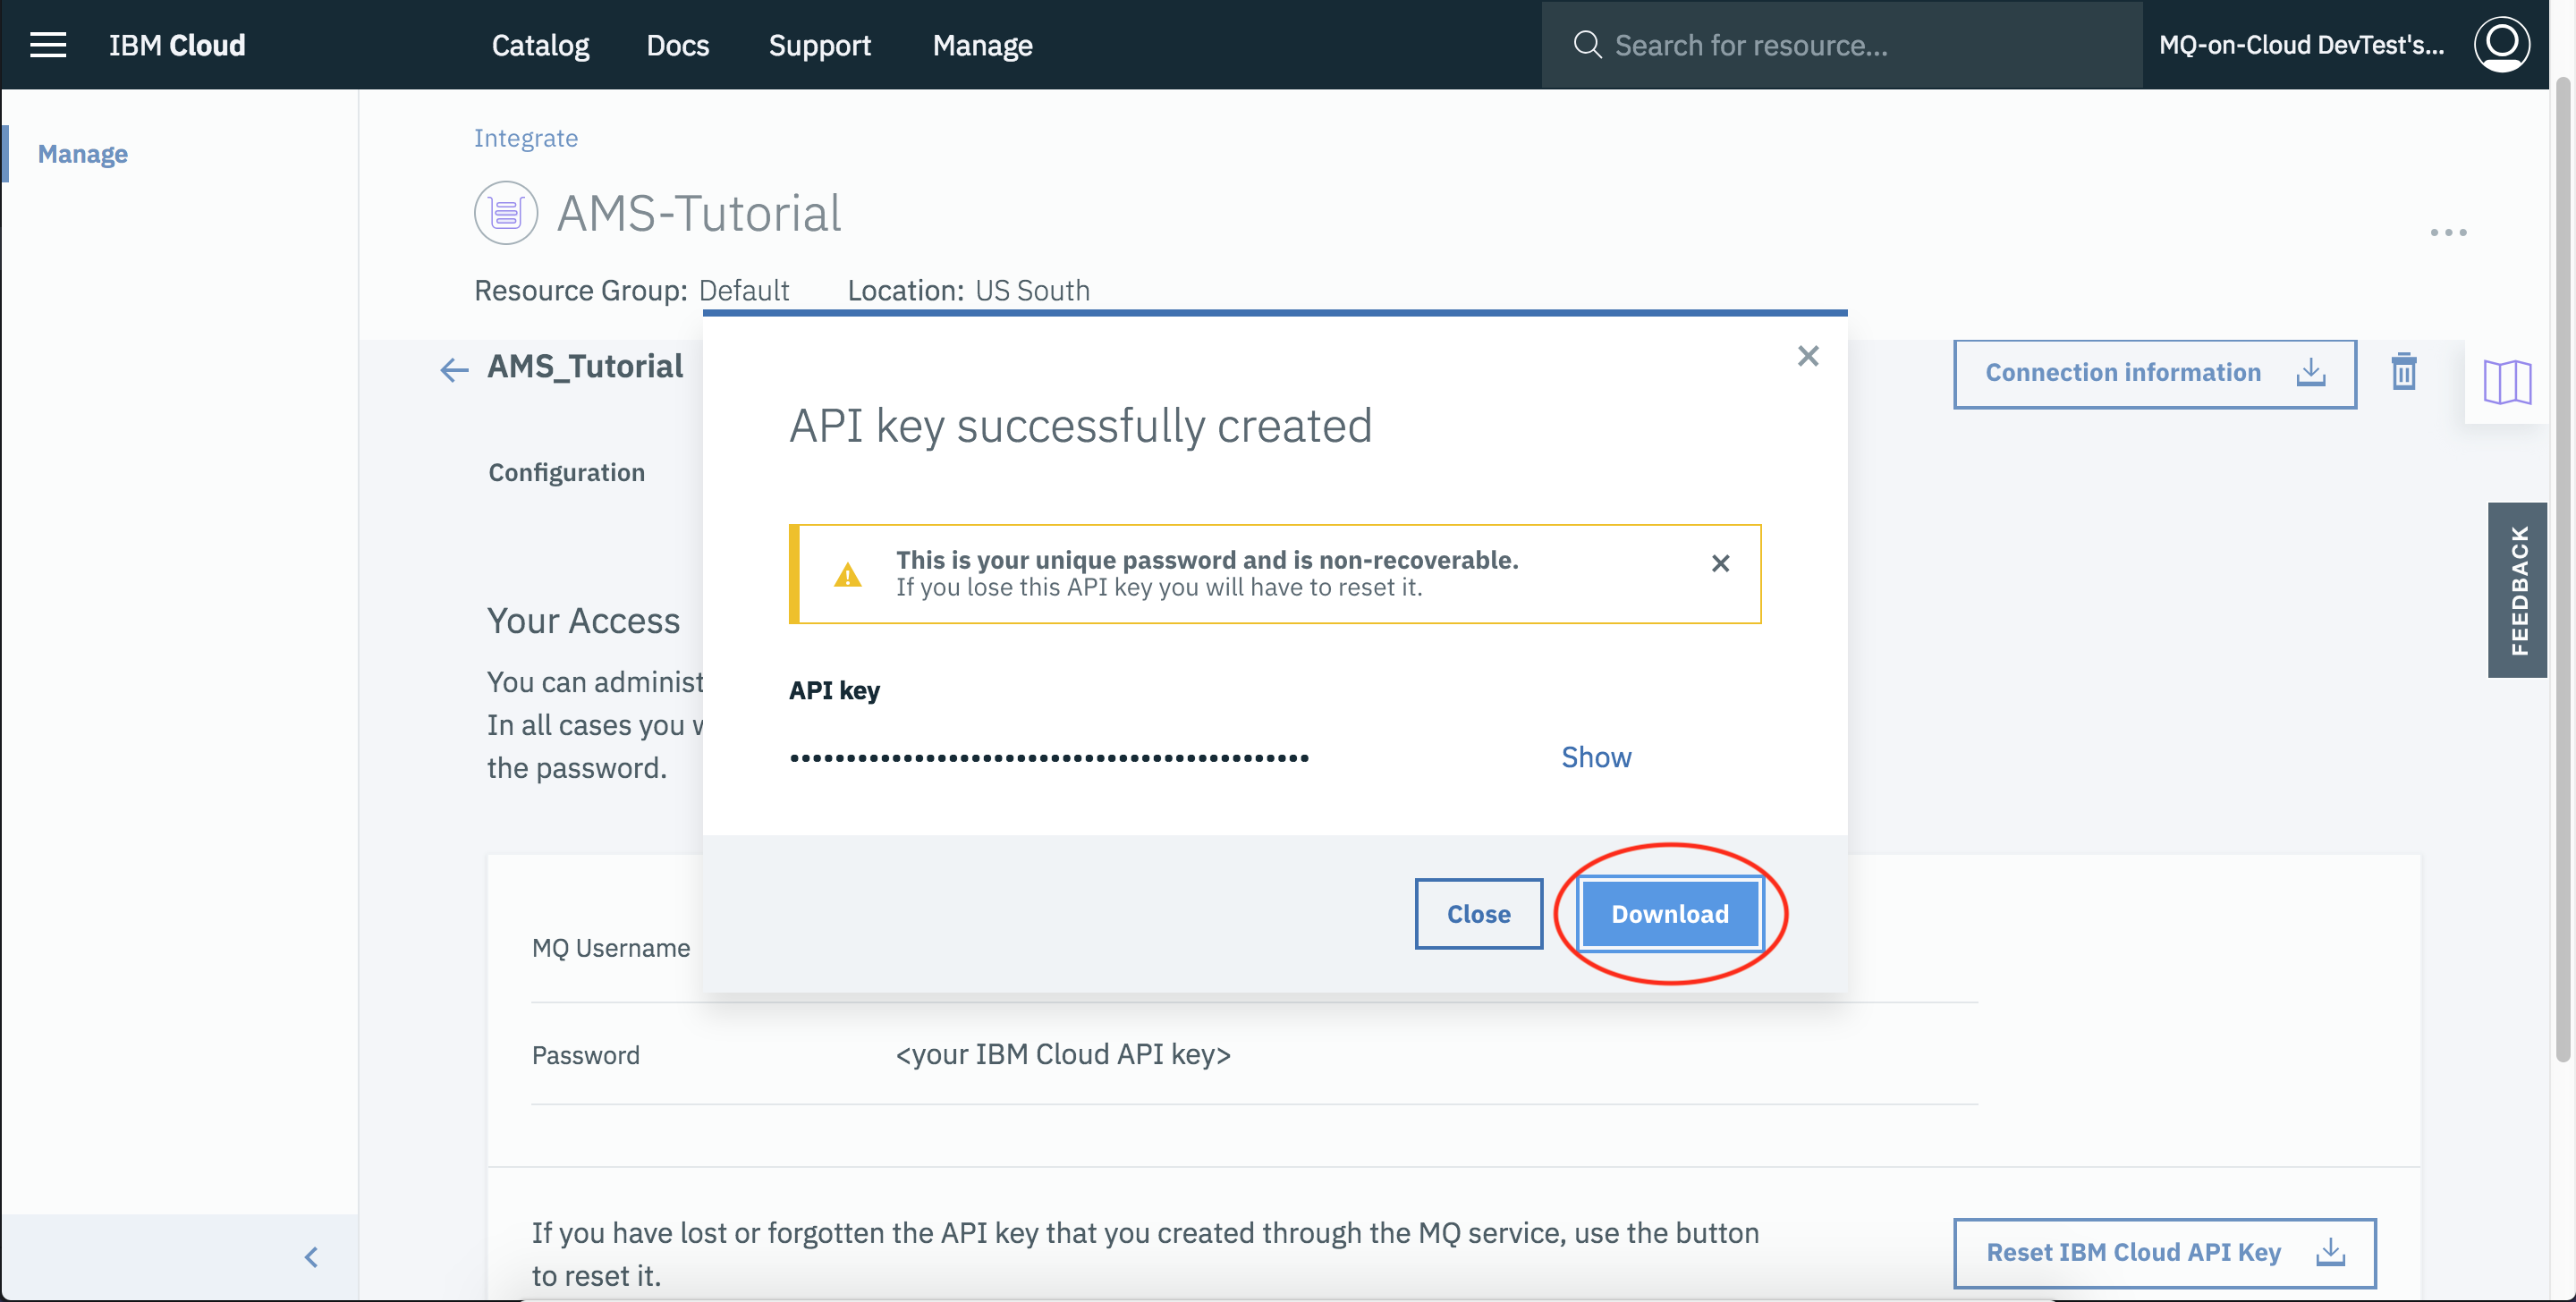 IBM Cloud
Catalog
Docs
Support
Manage
Search for resource...
MQ-on-Cloud DevTest's...
Manage
Integrate
AMS-Tutorial
Resource Group: Default
Location: US South
AMS_Tutorial
Connection information
Configuration
API key successfully created
This is your unique password and is non-recoverable.
If you lose this API key you will have to reset it.
API key
••••••••••••••••••••••••••••••••••••••••••••
Show
Close
Download
FEEDBACK
Your Access
You can administ
In all cases you w
the password.
MQ Username
Password
<your IBM Cloud API key>
If you have lost or forgotten the API key that you created through the MQ service, use the button
to reset it.
Reset IBM Cloud API Key